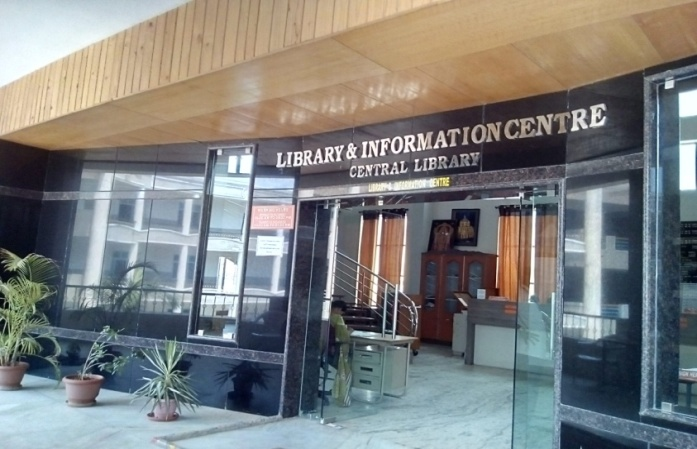 LIBRARY & INFORMATION CENTRE
CENTRAL LIBRARY
LIBRARY & INFORMATION CENTRE